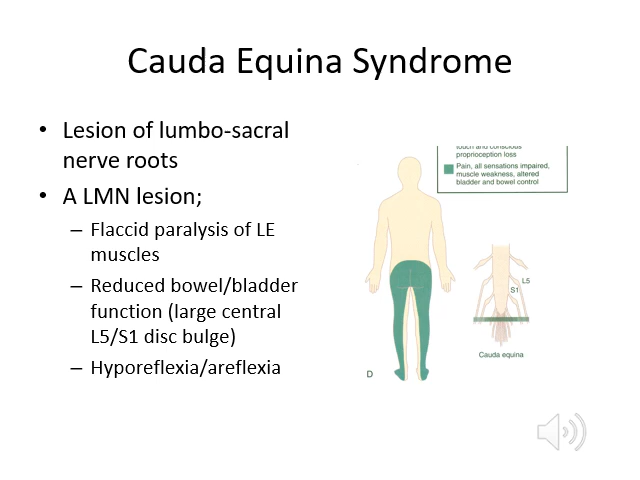 Cauda Equina Syndrome
• Lesion of lumbo-sacral
nerve roots
• A LMN lesion;
– Flaccid paralysis of LE
muscles
– Reduced bowel/bladder
function (large central
L5/S1 disc bulge)
– Hyporeflexia/areflexia
touch and conscious
proprioception loss
Pain, all sensations impaired,
muscle weakness, altered
bladder and bowel control
L5
S1
Cauda equina
D